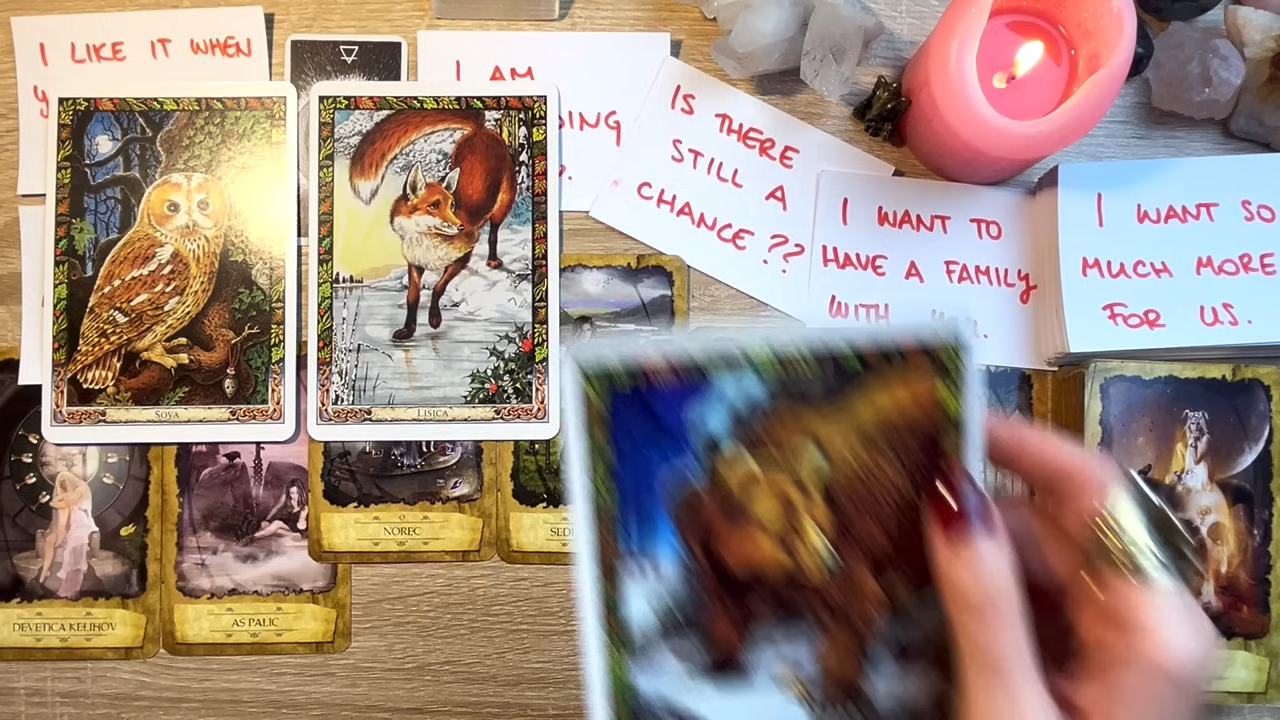 I LIKE IT WHEN
I AM
IS THERE
STILL A
CHANCE ??
I WANT TO
HAVE A FAMILY
WITH
I WANT SO
MUCH MORE
FOR US.
SOVA
LISICA
0
NOREC
DEVETICA KELIHOV
AS PALIC